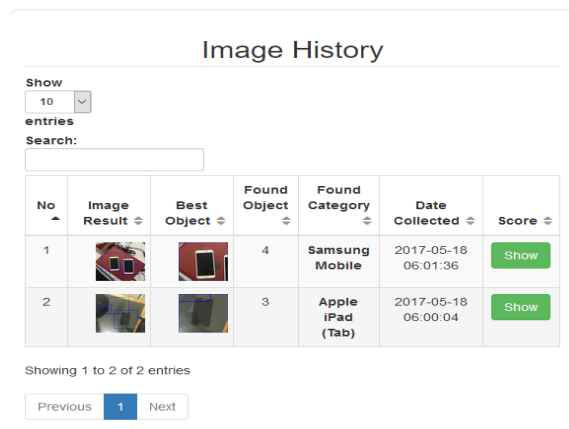 Image History
Show
10
entries
Search:
No Image Result Best Object Found Object Found Category Date Collected Score
1 4 Samsung Mobile 2017-05-18 06:01:36 Show
2 3 Apple iPad (Tab) 2017-05-18 06:00:04 Show
Showing 1 to 2 of 2 entries
Previous 1 Next